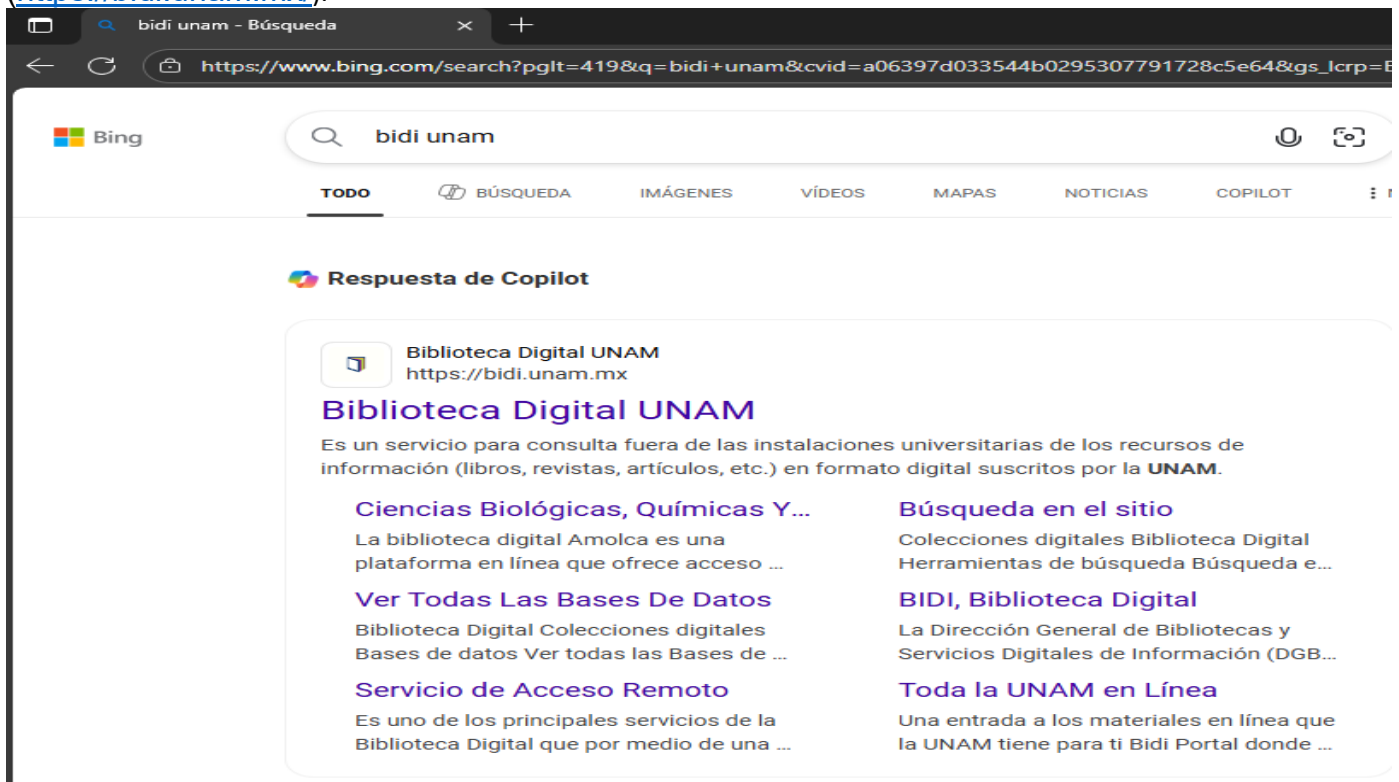 bidi unam - Búsqueda
https://www.bing.com/search?pglt=419&q=bidi+unam&cvid=a06397d033544b0295307791728c5e64&gs_lcrp=E
Bing
bidi unam
TODO BÚSQUEDA IMÁGENES VÍDEOS MAPAS NOTICIAS COPILOT
Respuesta de Copilot
Biblioteca Digital UNAM
https://bidi.unam.mx
Biblioteca Digital UNAM
Es un servicio para consulta fuera de las instalaciones universitarias de los recursos de
información (libros, revistas, artículos, etc.) en formato digital suscritos por la UNAM.
Ciencias Biológicas, Químicas Y...
La biblioteca digital Amolca es una
plataforma en línea que ofrece acceso ...
Búsqueda en el sitio
Colecciones digitales Biblioteca Digital
Herramientas de búsqueda Búsqueda e...
Ver Todas Las Bases De Datos
Biblioteca Digital Colecciones digitales
Bases de datos Ver todas las Bases de ...
BIDI, Biblioteca Digital
La Dirección General de Bibliotecas y
Servicios Digitales de Información (DGB...
Servicio de Acceso Remoto
Es uno de los principales servicios de la
Biblioteca Digital que por medio de una ...
Toda la UNAM en Línea
Una entrada a los materiales en línea que
la UNAM tiene para ti Bidi Portal donde ...